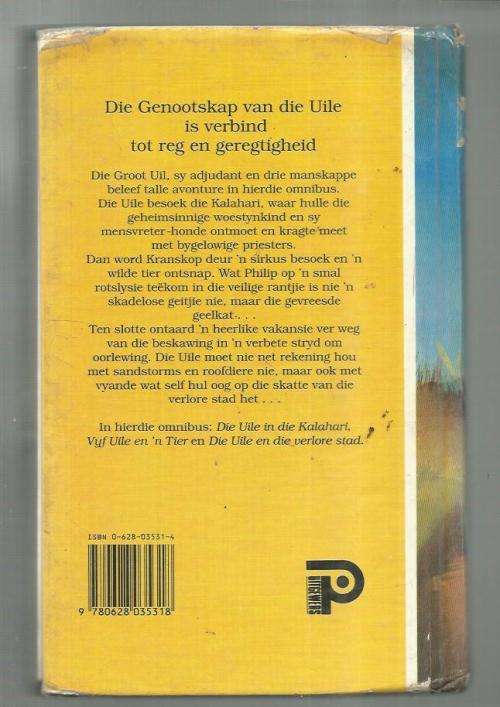 Die Genootskap van die Uile
is verbind
tot reg en geregtigheid
Die Groot Uil, sy adjudant en drie manskappe
beleef talle avonture in hierdie omnibus.
Die Uile besoek die Kalahari, waar hulle die
geheimsinnige woestynkind en sy
mensvreter-honde ontmoet en kragte meet
met bygelowige priesters.
Dan word Kranskop deur 'n sirkus besoek en 'n
wilde tier ontsnap. Wat Philip op 'n smal
rotslysie teëkom in die veilige rantjie is nie 'n
skadelose geitjie nie, maar die gevreesde
geelkat . . .
Ten slotte ontaard 'n heerlike vakansie ver weg
van die beskawing in 'n verbete stryd om
oorlewing. Die Uile moet nie net rekening hou
met sandstorms en roofdiere nie, maar ook met
vyande wat self hul oog op die skatte van die
verlore stad het . . .
In hierdie omnibus: Die Uile in die Kalahari,
Vyf Uile en 'n Tier en Die Uile en die verlore stad.
ISBN 0-628-03531-4
9 780628 035318
UITGEWERS